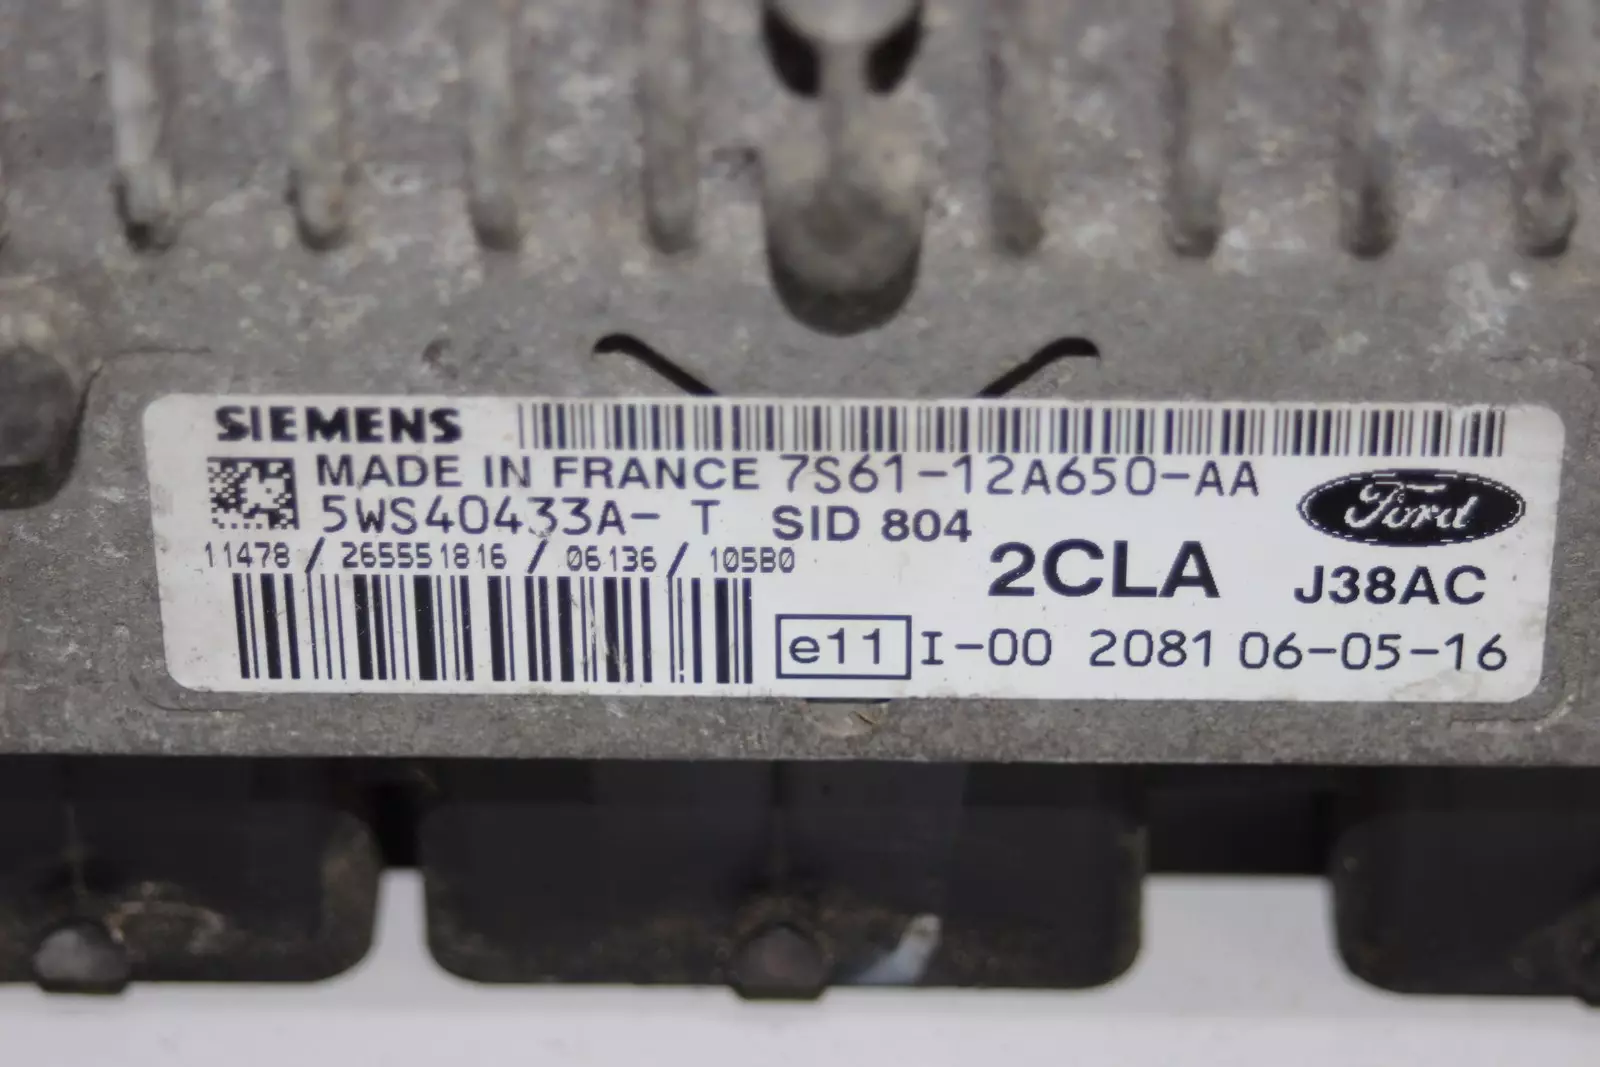 SIEMENS
MADE IN FRANCE 7S61-12A650-AA
5WS40433A- T SID 804
Ford
11478 / 265551816 / 06136 / 105B0
2CLA J38AC
e11 I-00 2081 06-05-16